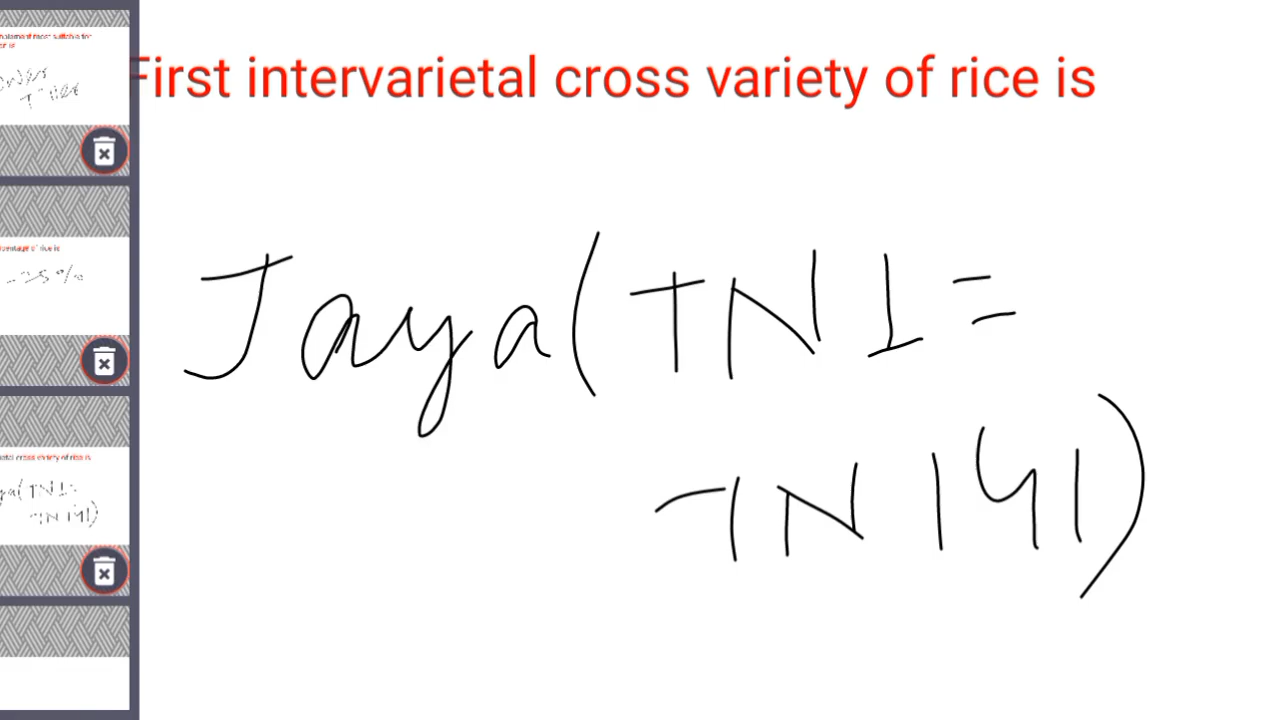 First intervarietal cross variety of rice is
Jaya(TN1=
TN141)